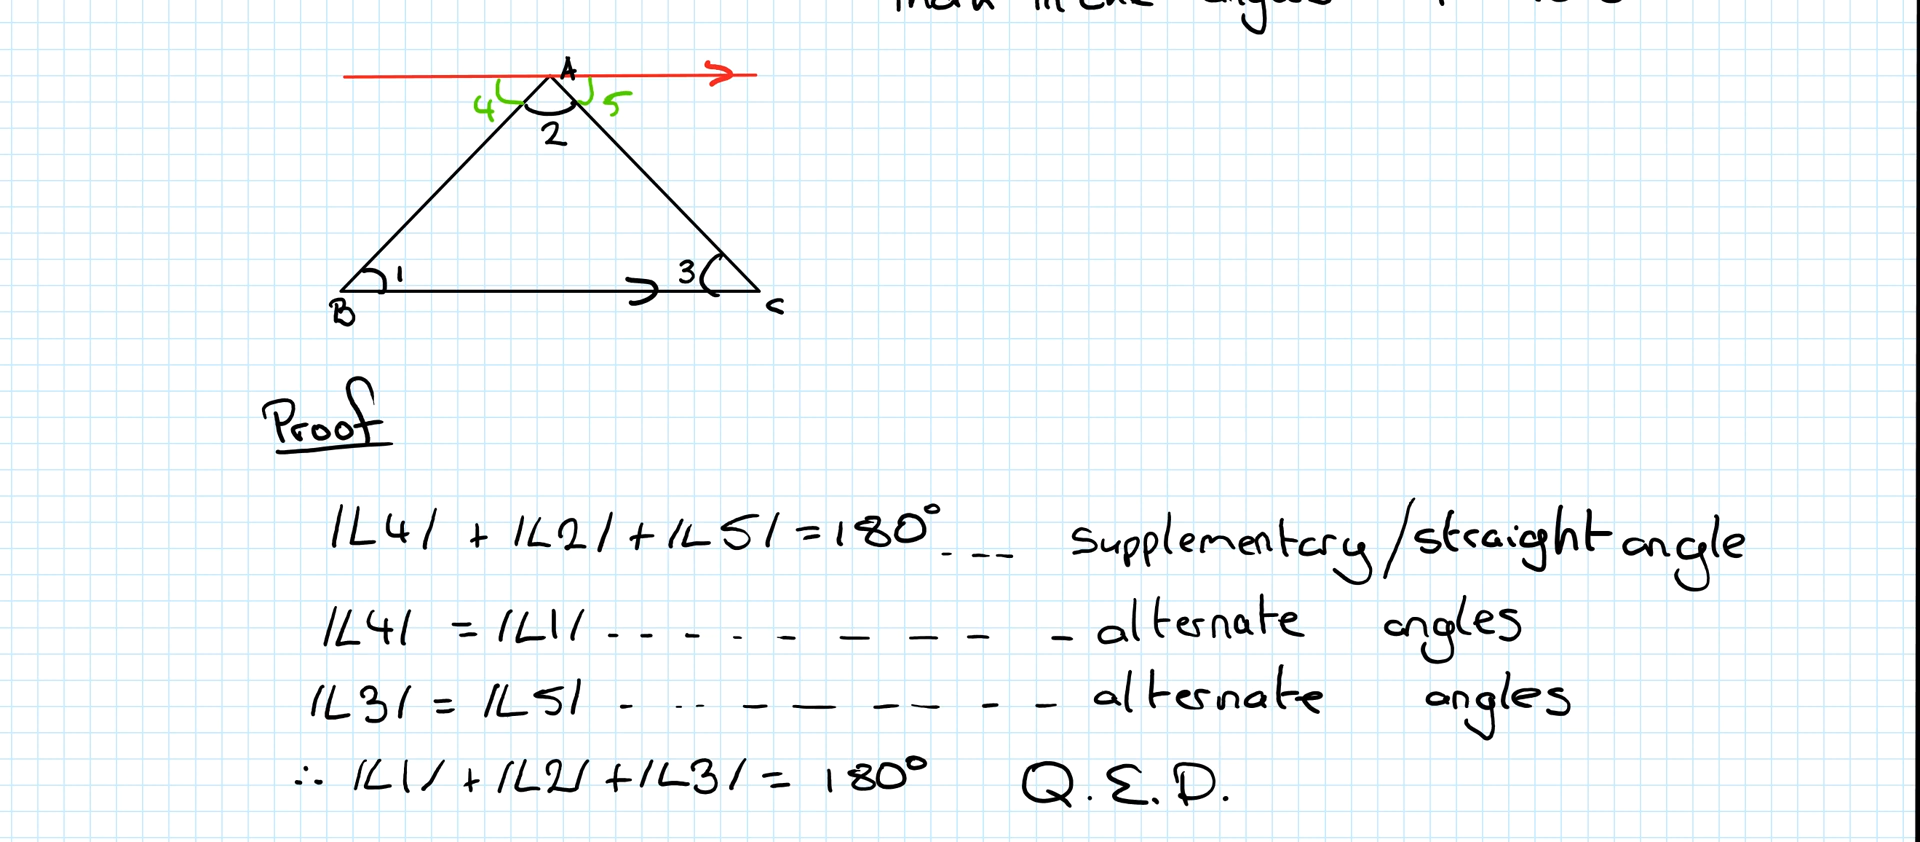 A
4 5
2
1 3
B C
Proof
|∠4| + |∠2| + |∠5| = 180° ... supplementary/straight angle
|∠4| = |∠1| - - - - - - - - - - alternate angles
|∠3| = |∠5| - - - - - - - - - - alternate angles
∴ |∠1| + |∠2| + |∠3| = 180° Q.E.D.